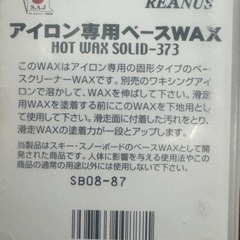 REANUS
S.A.J
アイロン専用ベースWAX
HOT WAX SOLID-373
このWAXはアイロン専用の固形タイプのベー
スクリーナーWAXです。別売のワキシングアイ
ロンで溶かして、WAXを伸ばして下さい。滑走
用WAXを塗着する前にこのWAXを下地用とし
て使用して下さい。滑走面に付着した汚れをとり、
滑走WAXの塗着力が一段とアップします。
当製品はスキー・スノーボードのベースWAXとして開
発されました。人体に影響を与える使用法やこ
の商品の通常の用途以外には使用しないで下さい。
SB08-87